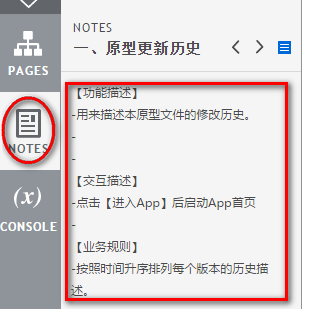 PAGES
NOTES
(x)
CONSOLE
NOTES
一、原型更新历史
【功能描述】
-用来描述本原型文件的修改历史。
-
-
【交互描述】
-点击【进入App】后启动App首页
-
【业务规则】
-按照时间升序排列每个版本的历史描
述。